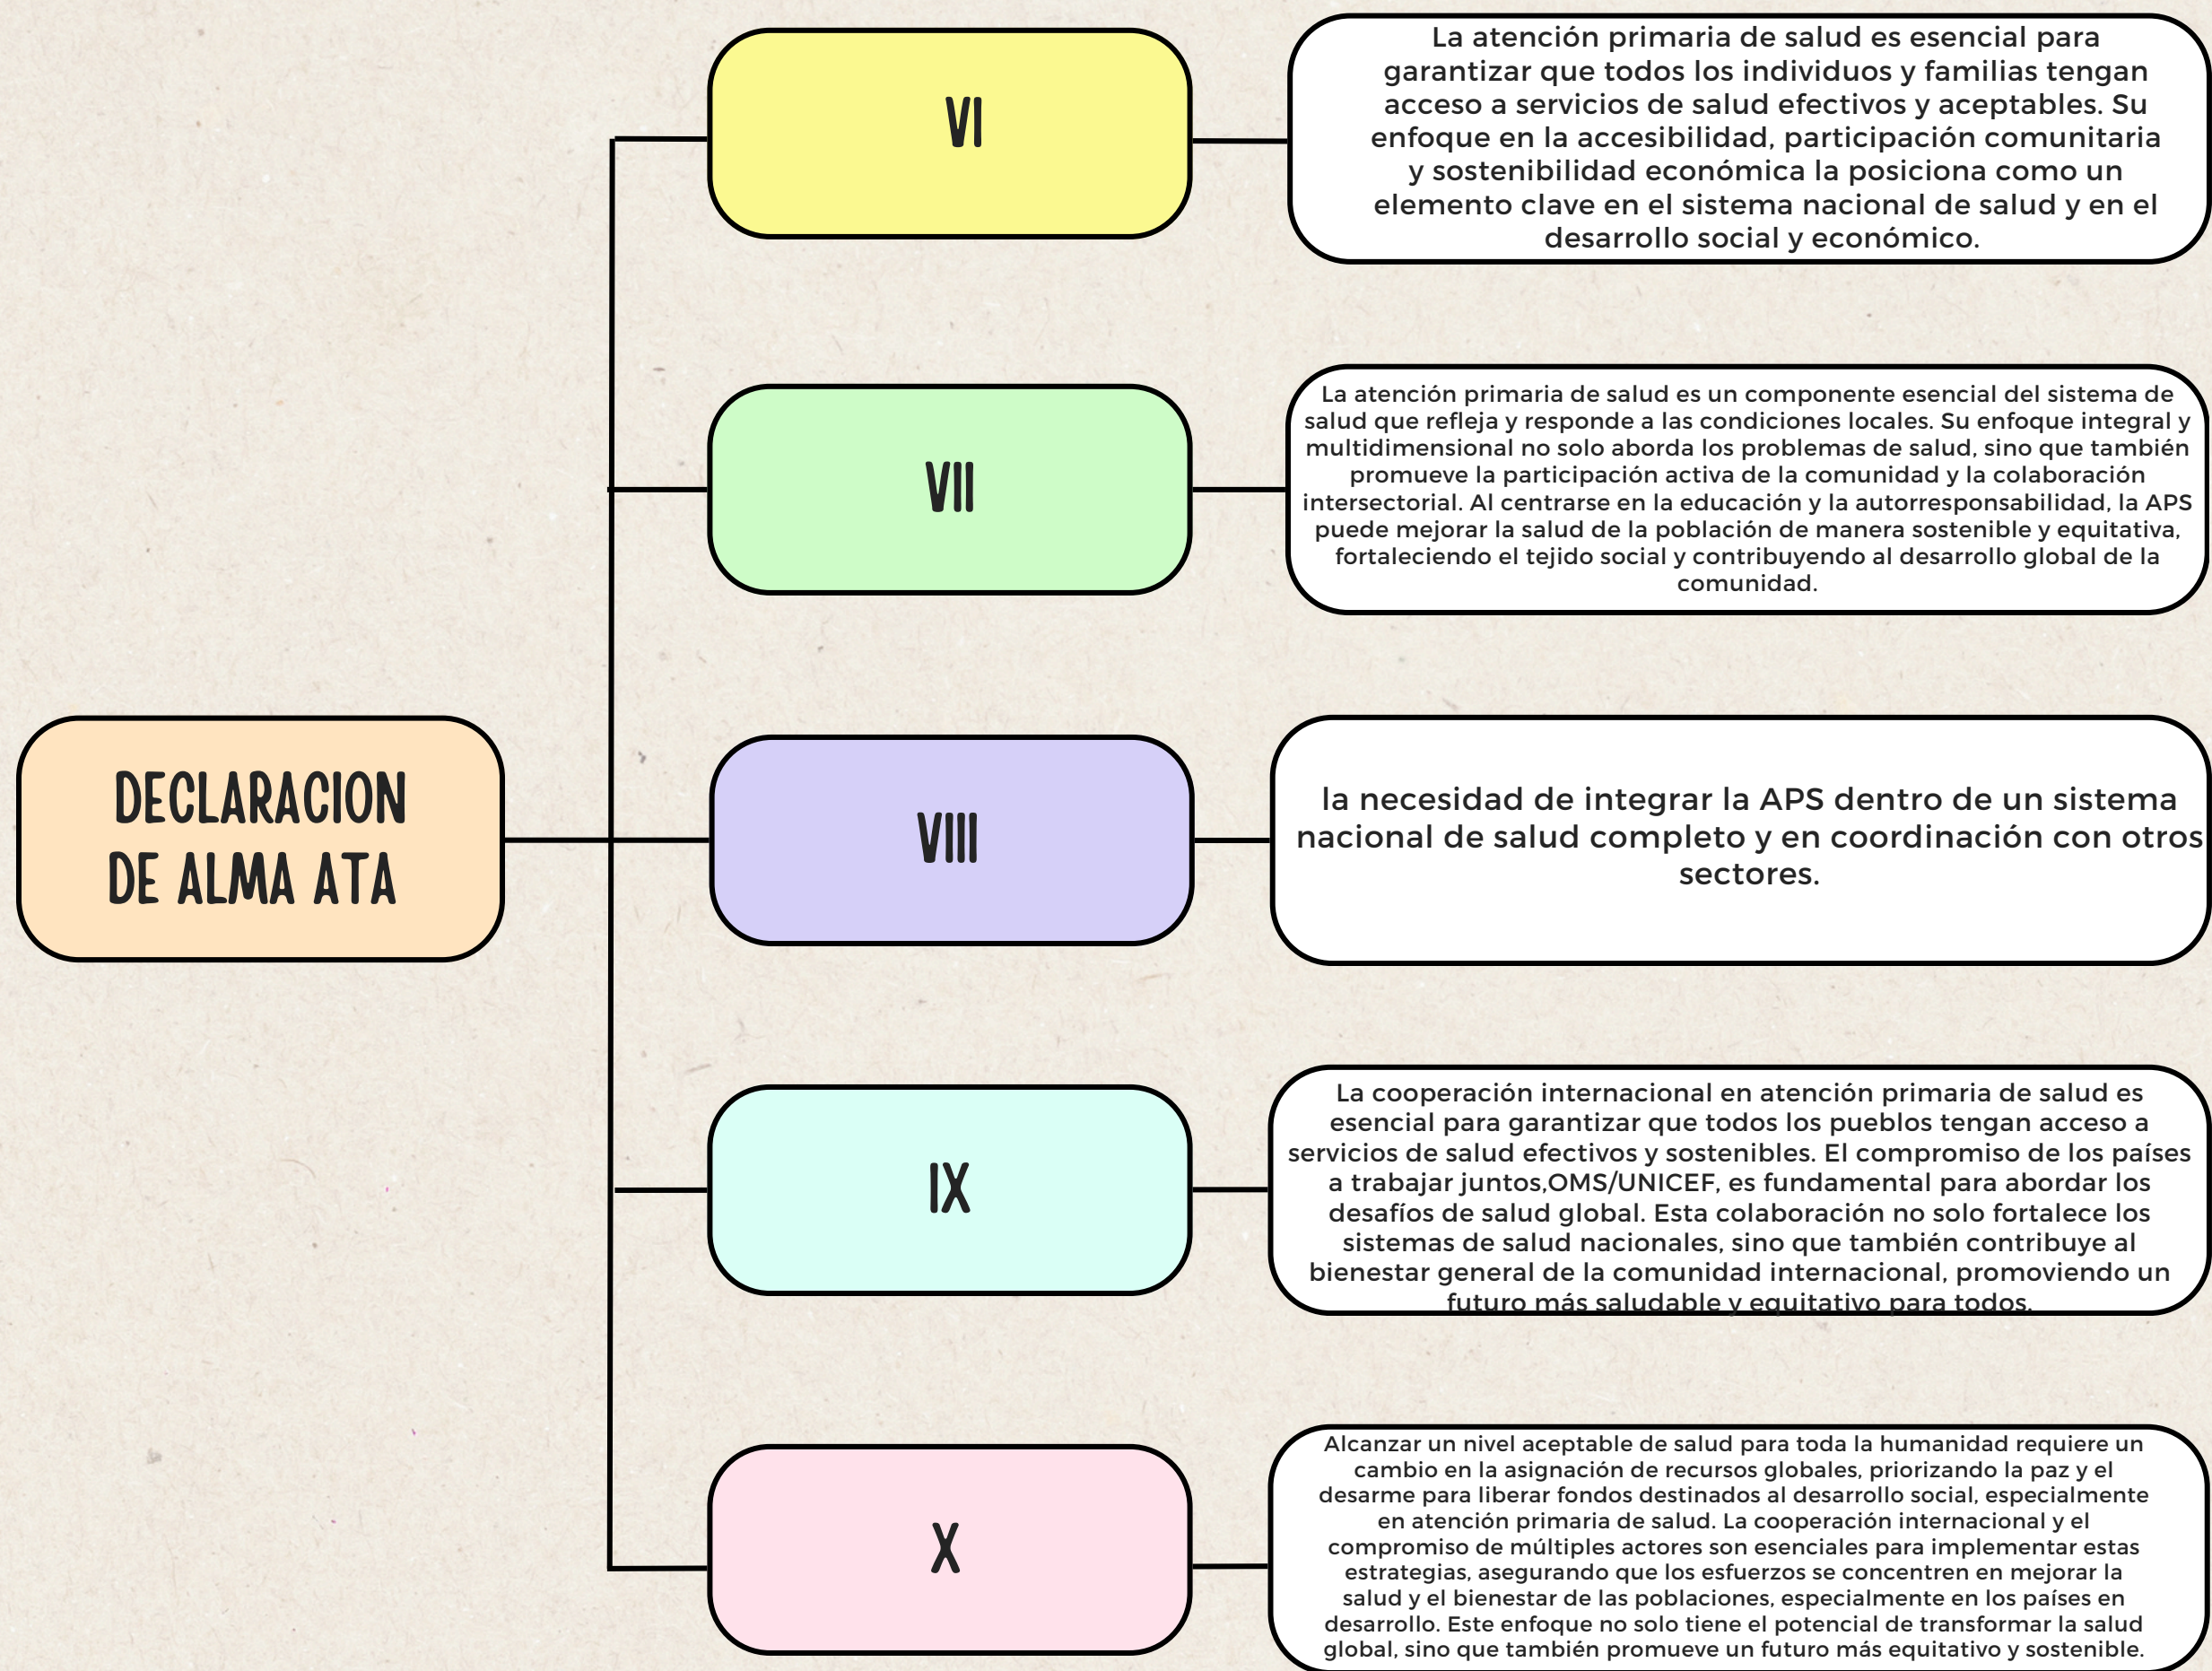 VI
La atención primaria de salud es esencial para
garantizar que todos los individuos y familias tengan
acceso a servicios de salud efectivos y aceptables. Su
enfoque en la accesibilidad, participación comunitaria
y sostenibilidad económica la posiciona como un
elemento clave en el sistema nacional de salud y en el
desarrollo social y económico.
VII
La atención primaria de salud es un componente esencial del sistema de
salud que refleja y responde a las condiciones locales. Su enfoque integral y
multidimensional no solo aborda los problemas de salud, sino que también
promueve la participación activa de la comunidad y la colaboración
intersectorial. Al centrarse en la educación y la autorresponsabilidad, la APS
puede mejorar la salud de la población de manera sostenible y equitativa,
fortaleciendo el tejido social y contribuyendo al desarrollo global de la
comunidad.
DECLARACION
DE ALMA ATA
VIII
la necesidad de integrar la APS dentro de un sistema
nacional de salud completo y en coordinación con otros
sectores.
IX
La cooperación internacional en atención primaria de salud es
esencial para garantizar que todos los pueblos tengan acceso a
servicios de salud efectivos y sostenibles. El compromiso de los países
a trabajar juntos,OMS/UNICEF, es fundamental para abordar los
desafíos de salud global. Esta colaboración no solo fortalece los
sistemas de salud nacionales, sino que también contribuye al
bienestar general de la comunidad internacional, promoviendo un
futuro más saludable y equitativo para todos.
X
Alcanzar un nivel aceptable de salud para toda la humanidad requiere un
cambio en la asignación de recursos globales, priorizando la paz y el
desarme para liberar fondos destinados al desarrollo social, especialmente
en atención primaria de salud. La cooperación internacional y el
compromiso de múltiples actores son esenciales para implementar estas
estrategias, asegurando que los esfuerzos se concentren en mejorar la
salud y el bienestar de las poblaciones, especialmente en los países en
desarrollo. Este enfoque no solo tiene el potencial de transformar la salud
global, sino que también promueve un futuro más equitativo y sostenible.